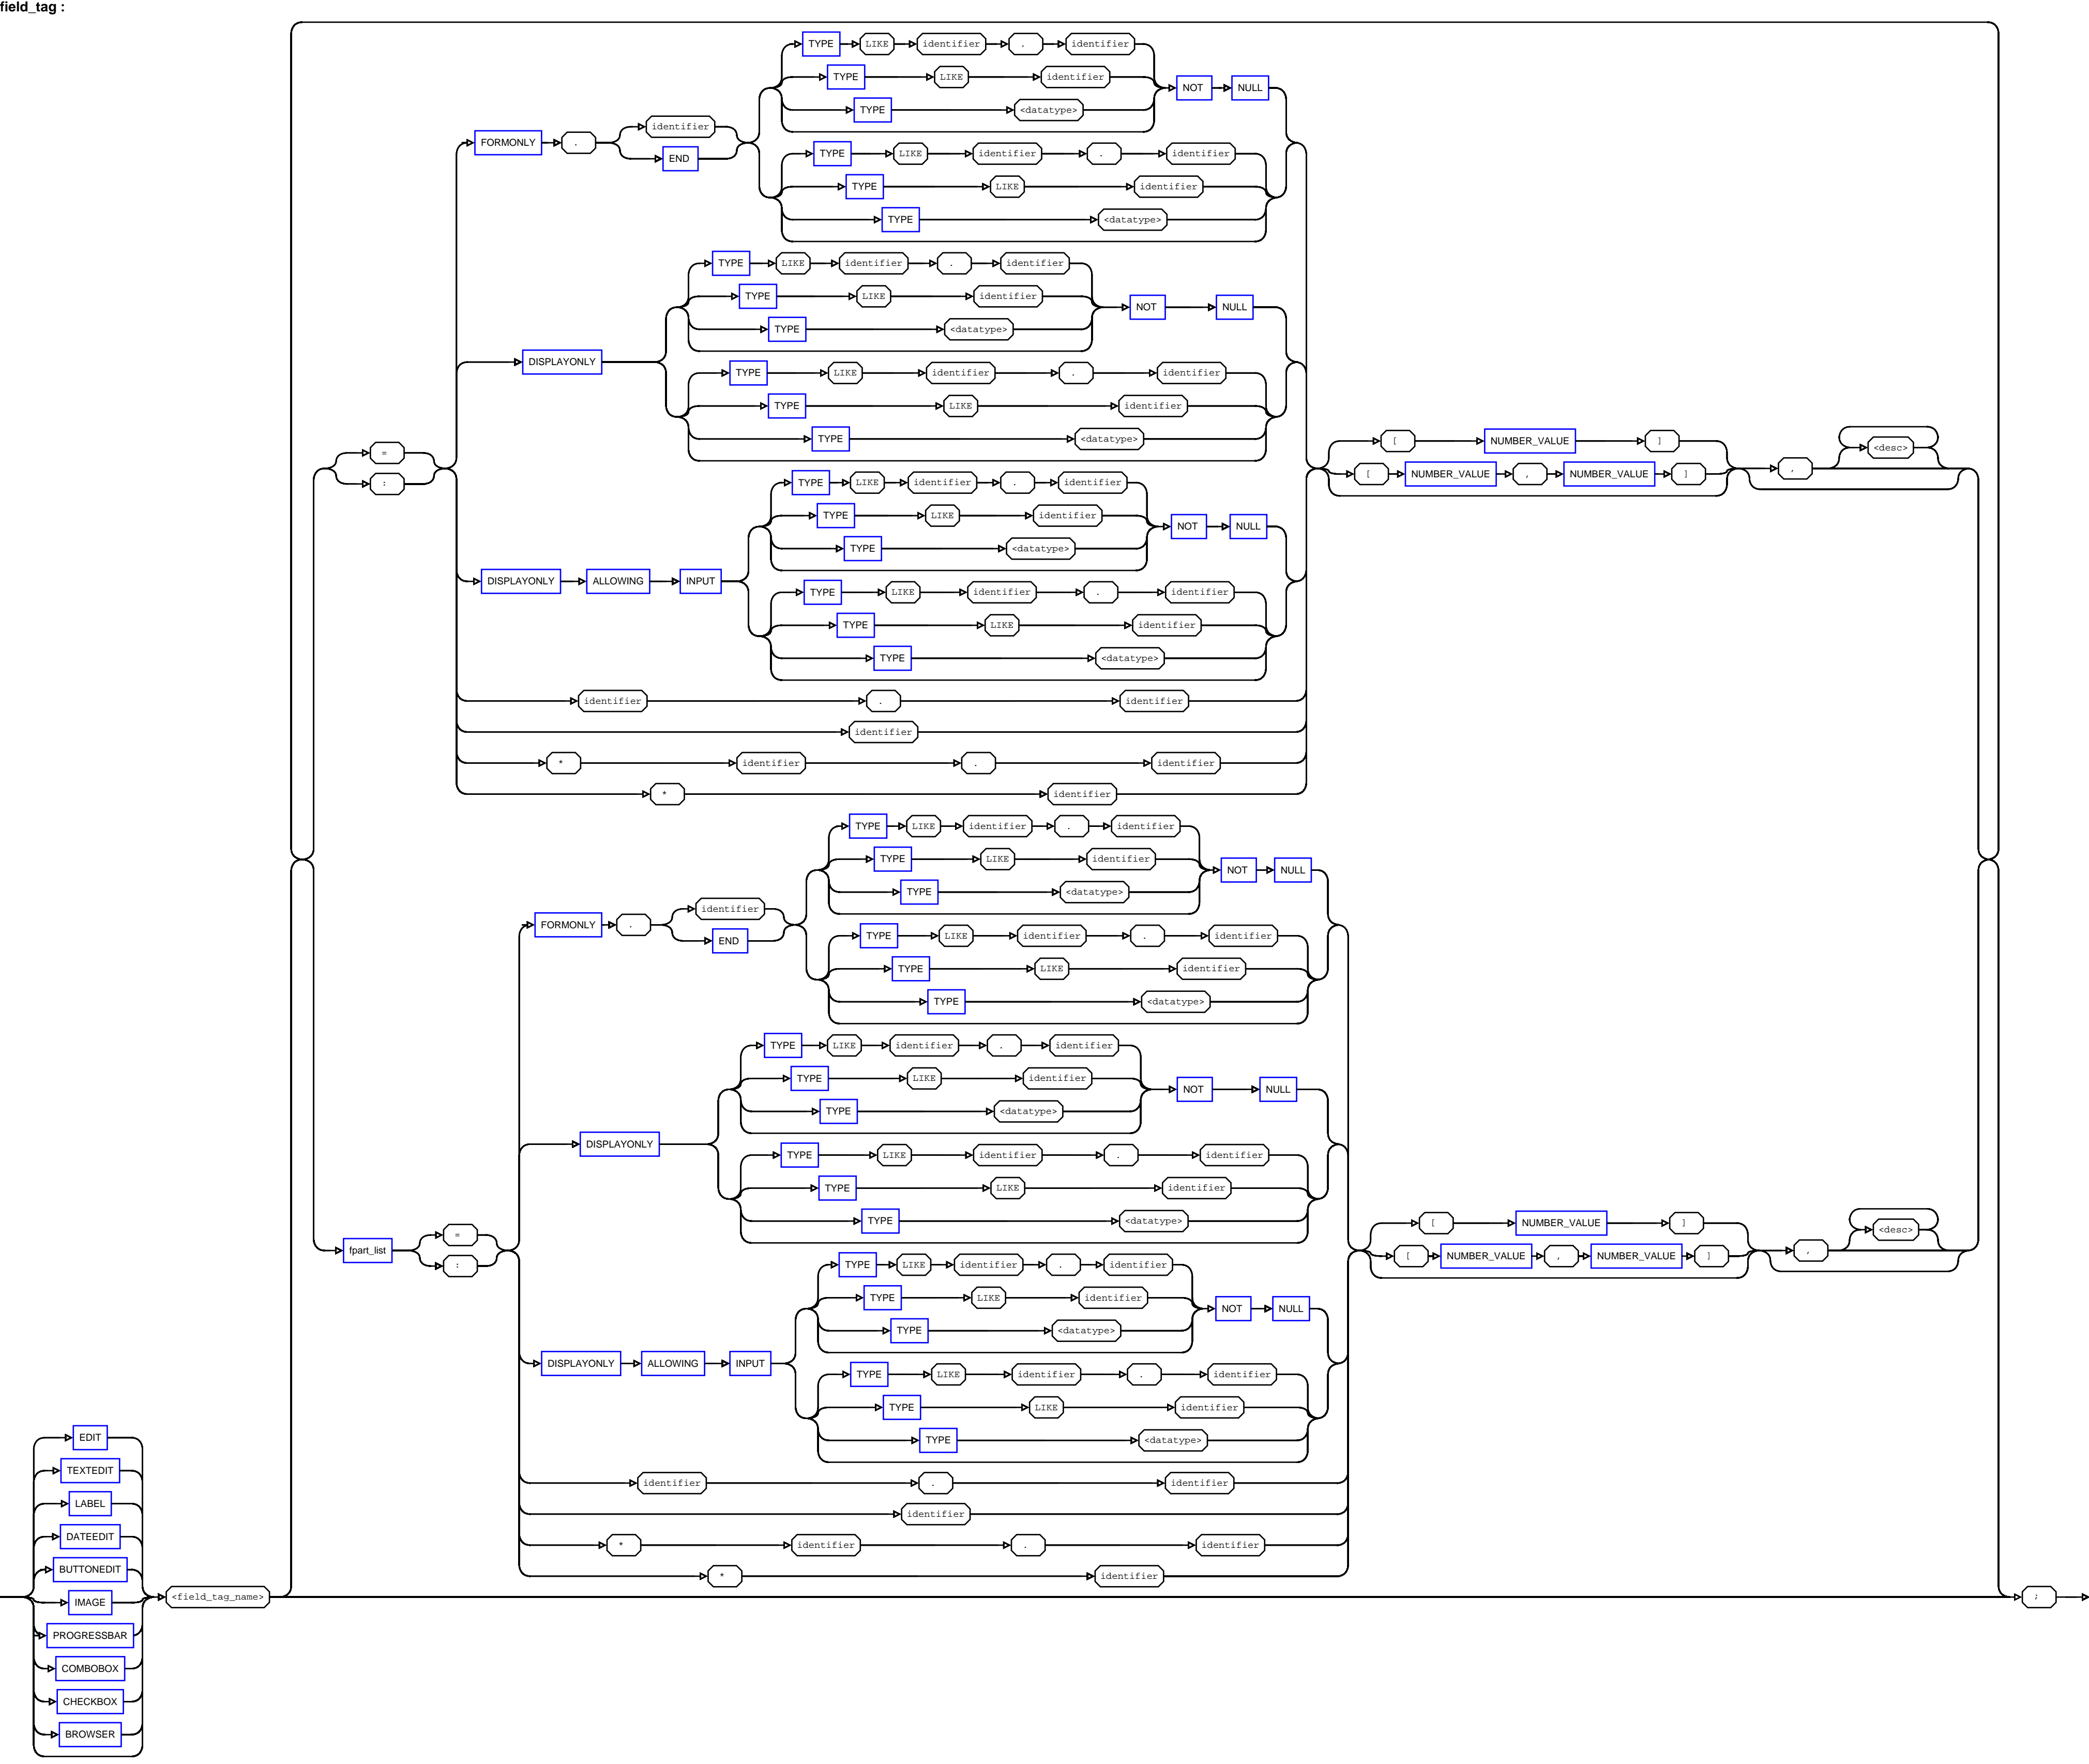 field_tag :
TYPE LIKE identifier . identifier
TYPE LIKE identifier
NOT NULL
TYPE <datatype>
identifier
FORMONLY .
END
TYPE LIKE identifier . identifier
TYPE LIKE identifier
TYPE <datatype>
TYPE LIKE identifier . identifier
TYPE LIKE identifier
NOT NULL
TYPE <datatype>
DISPLAYONLY
TYPE LIKE identifier . identifier
TYPE LIKE identifier
TYPE <datatype>
=
:
[ NUMBER_VALUE ]
[ NUMBER_VALUE , NUMBER_VALUE ]
, <desc>
TYPE LIKE identifier . identifier
TYPE LIKE identifier
NOT NULL
TYPE <datatype>
DISPLAYONLY ALLOWING INPUT
TYPE LIKE identifier . identifier
TYPE LIKE identifier
TYPE <datatype>
identifier . identifier
identifier
* identifier . identifier
* identifier
TYPE LIKE identifier . identifier
TYPE LIKE identifier
NOT NULL
TYPE <datatype>
identifier
FORMONLY .
END
TYPE LIKE identifier . identifier
TYPE LIKE identifier
TYPE <datatype>
TYPE LIKE identifier . identifier
TYPE LIKE identifier
NOT NULL
TYPE <datatype>
DISPLAYONLY
TYPE LIKE identifier . identifier
TYPE LIKE identifier
TYPE <datatype>
fpart_list
=
:
[ NUMBER_VALUE ]
[ NUMBER_VALUE , NUMBER_VALUE ]
, <desc>
TYPE LIKE identifier . identifier
TYPE LIKE identifier
NOT NULL
TYPE <datatype>
DISPLAYONLY ALLOWING INPUT
TYPE LIKE identifier . identifier
TYPE LIKE identifier
TYPE <datatype>
identifier . identifier
identifier
* identifier . identifier
* identifier
EDIT
TEXTEDIT
LABEL
DATEEDIT
BUTTONEDIT
IMAGE
PROGRESSBAR
COMBOBOX
CHECKBOX
BROWSER
<field_tag_name>
;